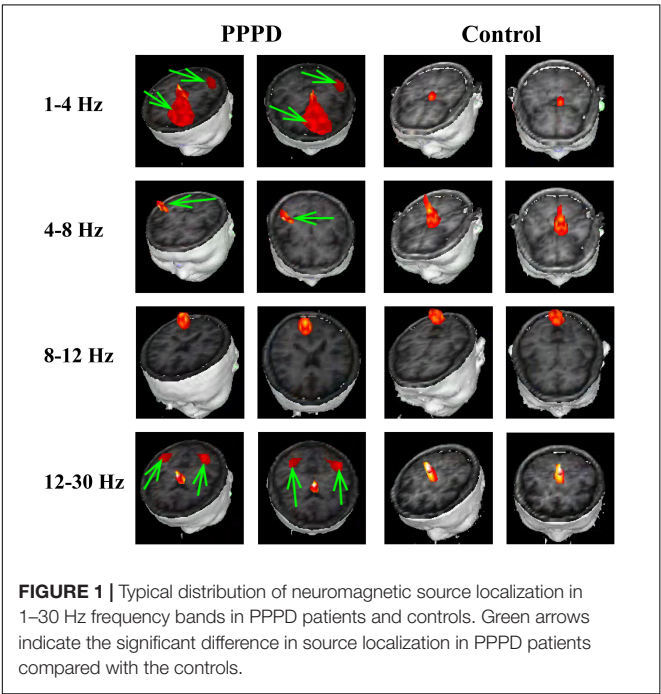 PPPD Control
1-4 Hz
4-8 Hz
8-12 Hz
12-30 Hz
FIGURE 1 | Typical distribution of neuromagnetic source localization in
1–30 Hz frequency bands in PPPD patients and controls. Green arrows
indicate the significant difference in source localization in PPPD patients
compared with the controls.